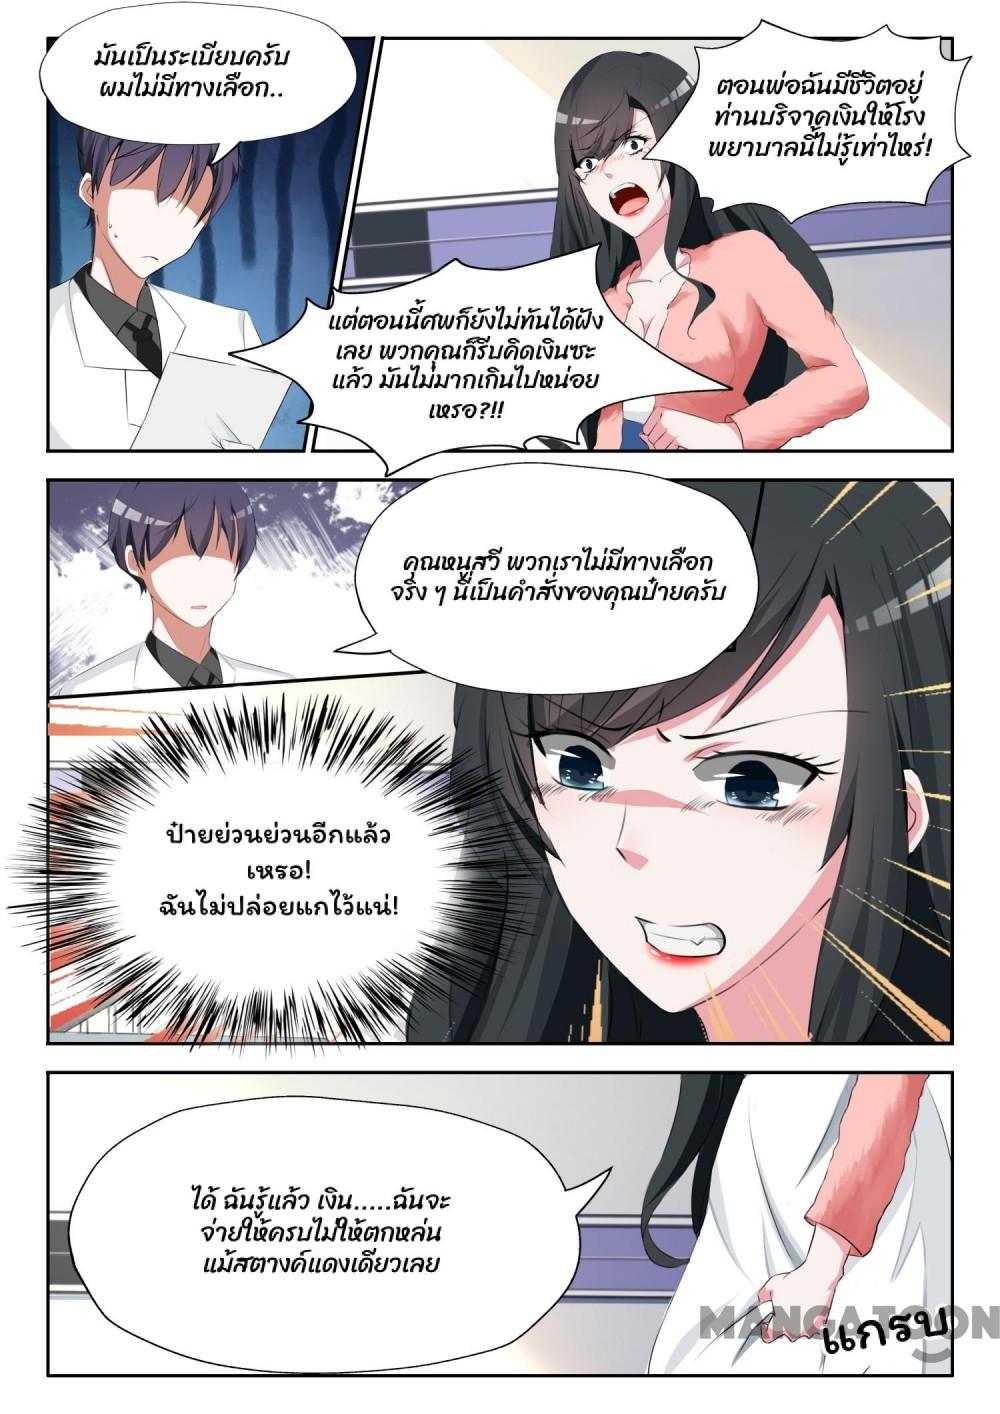 มันเป็นระเบียบครับ
ผมไม่มีทางเลือก..
ตอนพ่อฉันมีชีวิตอยู่
ท่านบริจาคเงินให้โรง
พยาบาลนี้ไม่รู้เท่าไหร่!
แต่ตอนนี้ศพก็ยังไม่ทันได้ฝัง
เลย พวกคุณก็รีบคิดเงินซะ
แล้ว มันไม่มากเกินไปหน่อย
เหรอ?!!
คุณหนูสวี พวกเราไม่มีทางเลือก
จริง ๆ นี่เป็นคำสั่งของคุณป๋ายครับ
ป๋ายย่วนย่วนอีกแล้ว
เหรอ!
ฉันไม่ปล่อยแกไว้แน่!
ได้ ฉันรู้แล้ว เงิน.....ฉันจะ
จ่ายให้ครบไม่ให้ตกหล่น
แม้สตางค์แดงเดียวเลย
MANGATOON
แกรบ